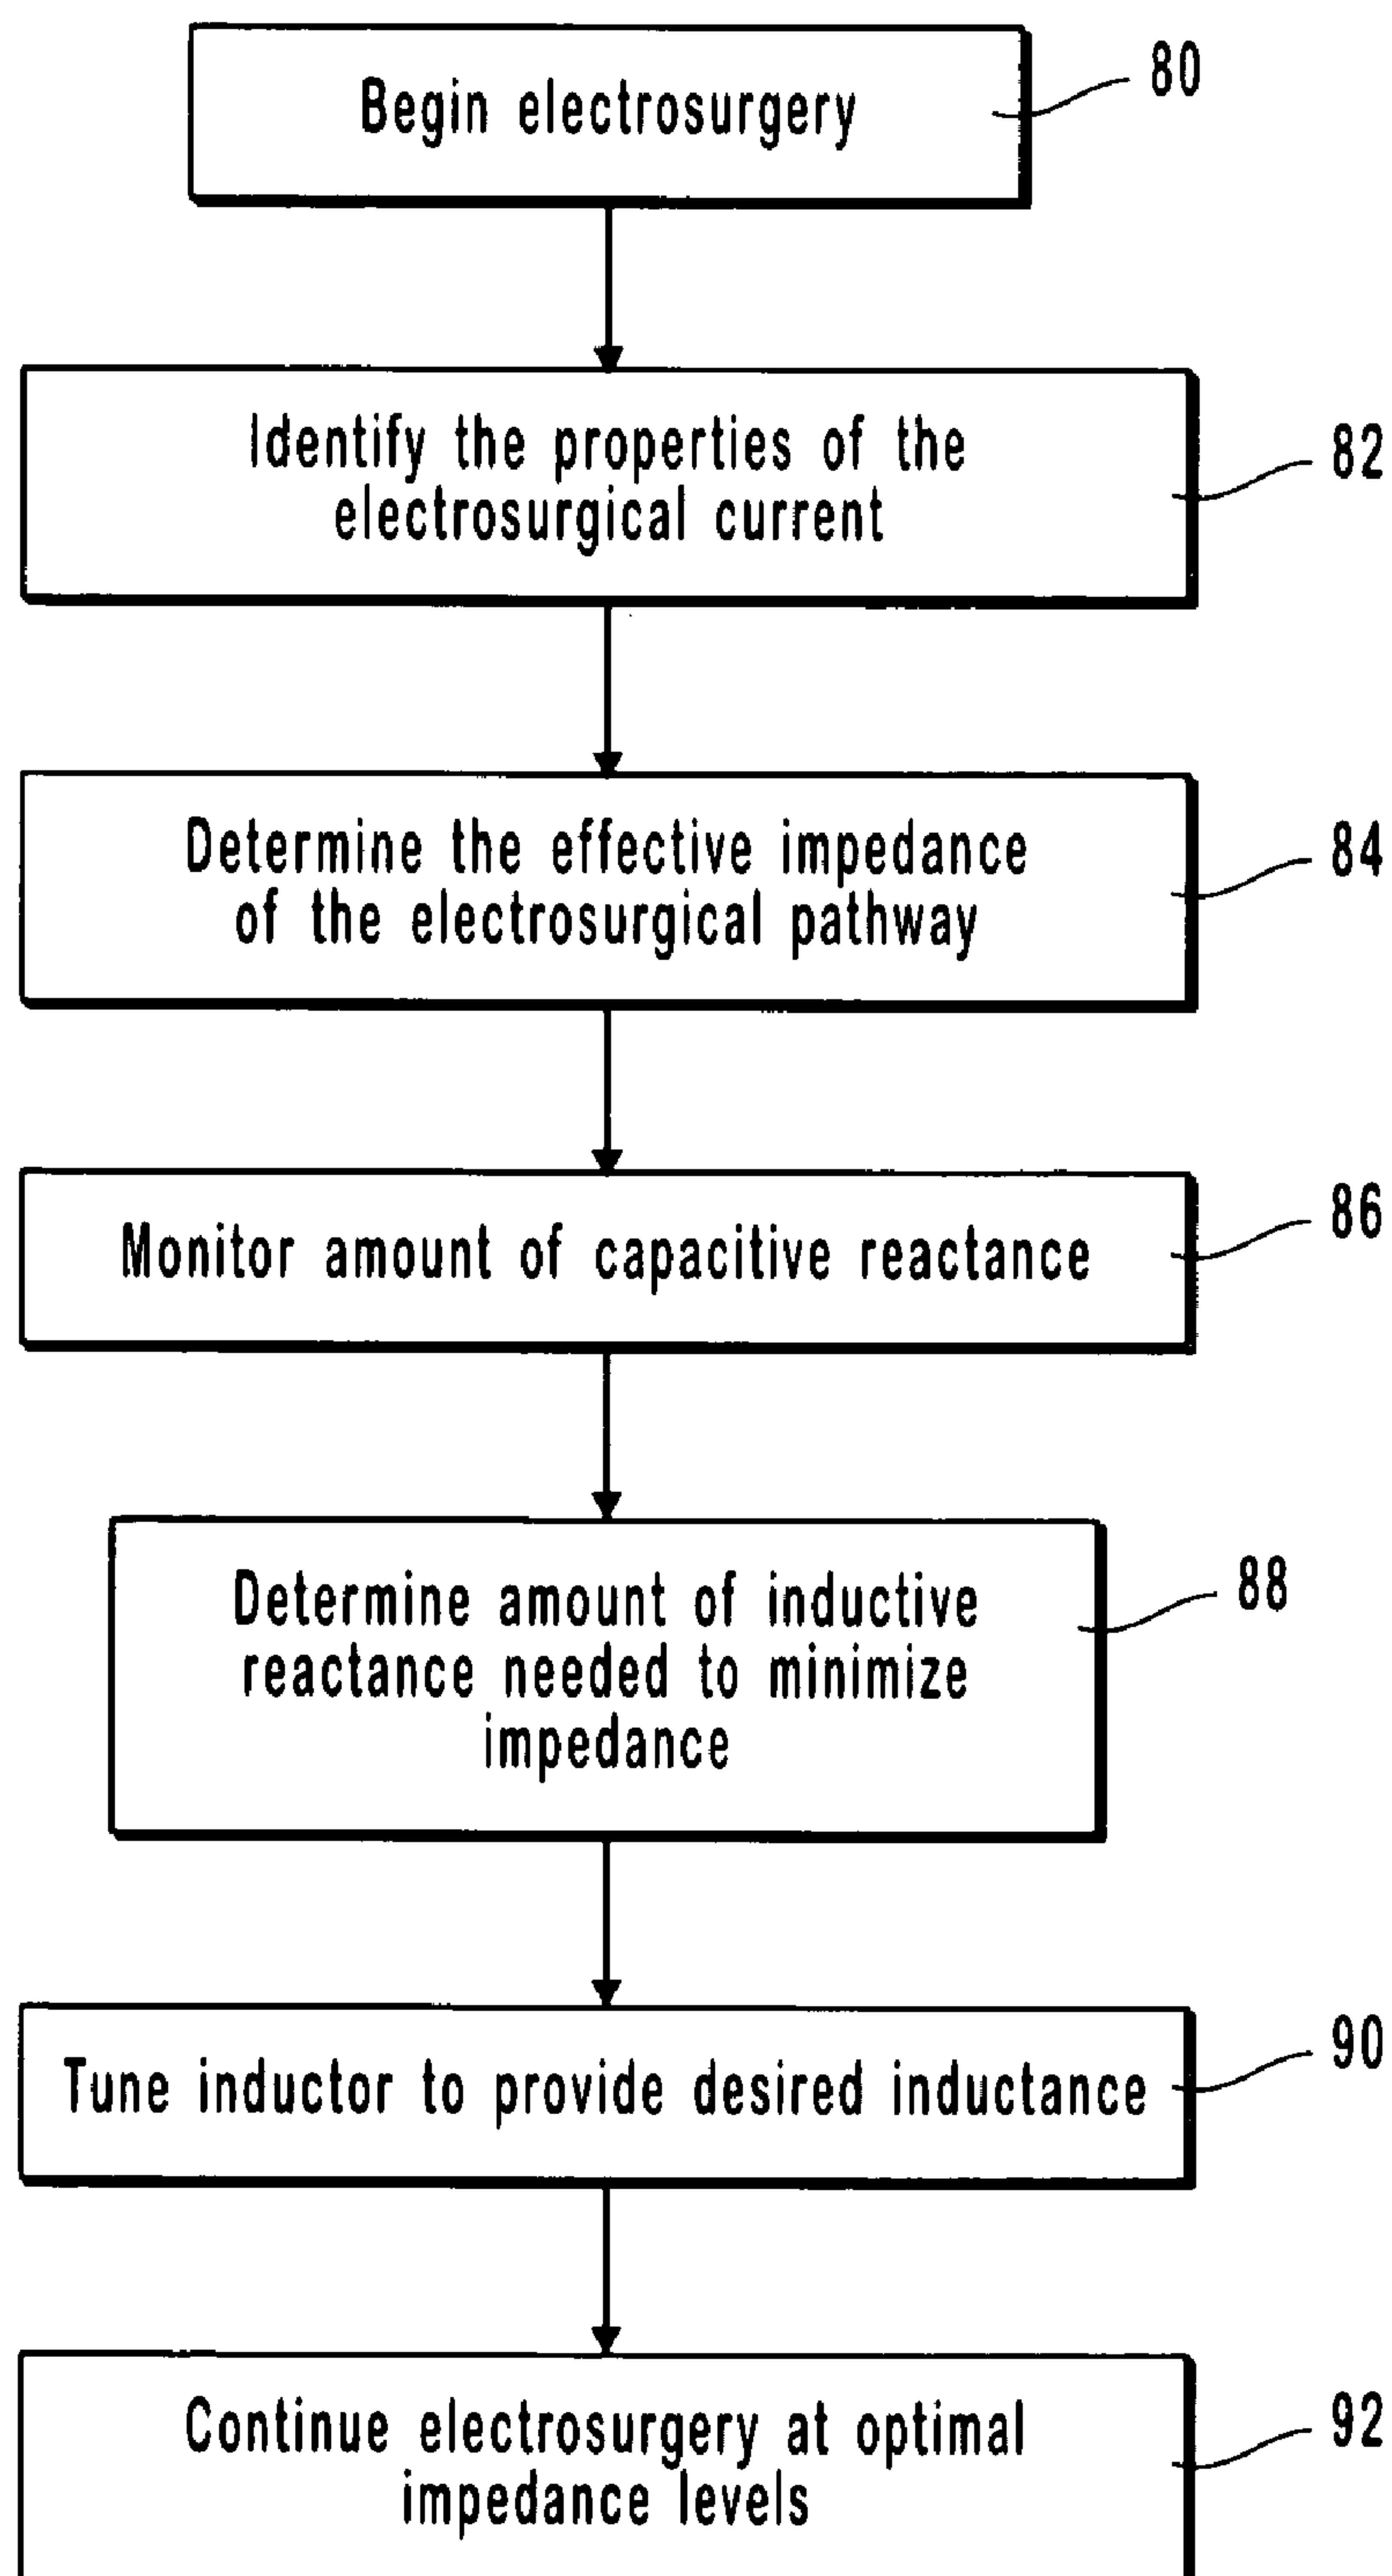 Begin electrosurgery
80
Identify the properties of the
electrosurgical current
82
Determine the effective impedance
of the electrosurgical pathway
84
Monitor amount of capacitive reactance
86
Determine amount of inductive
reactance needed to minimize
impedance
88
Tune inductor to provide desired inductance
90
Continue electrosurgery at optimal
impedance levels
92